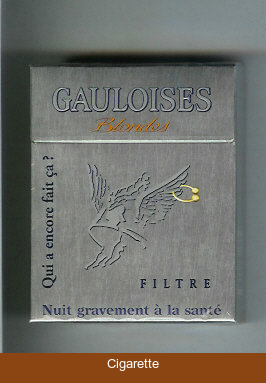 GAULOISES
Blondes
Qui a encore fait ça ?
FILTRE
Nuit gravement à la santé
Cigarette